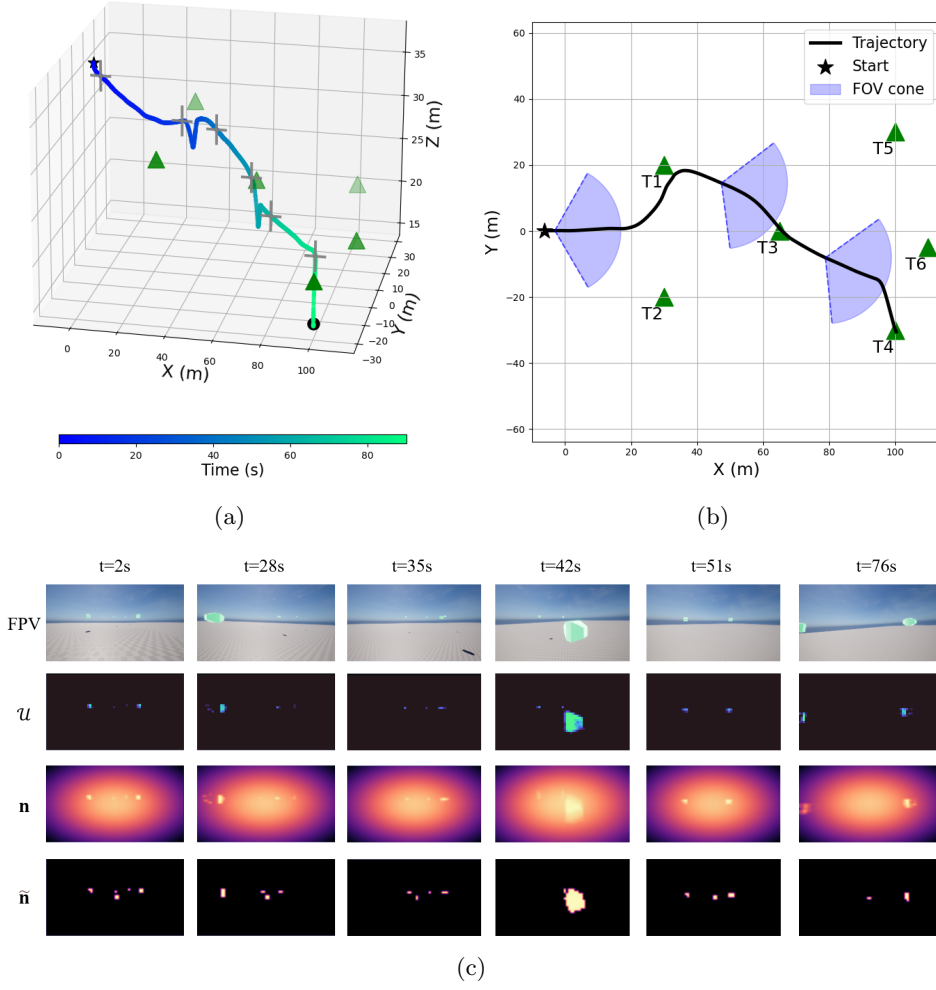 35
30
25
20
15
Z (m)
0
20
40
60
80
100
X (m)
30
20
10
0
−10
−20
−30
Y (m)
0
20
40
60
80
Time (s)
(a)
60
40
20
0
−20
−40
−60
Y (m)
0
20
40
60
80
100
X (m)
Trajectory
Start
FOV cone
T1
T2
T3
T4
T5
T6
(b)
t=2s t=28s t=35s t=42s t=51s t=76s
FPV
𝒰
n
ñ
(c)